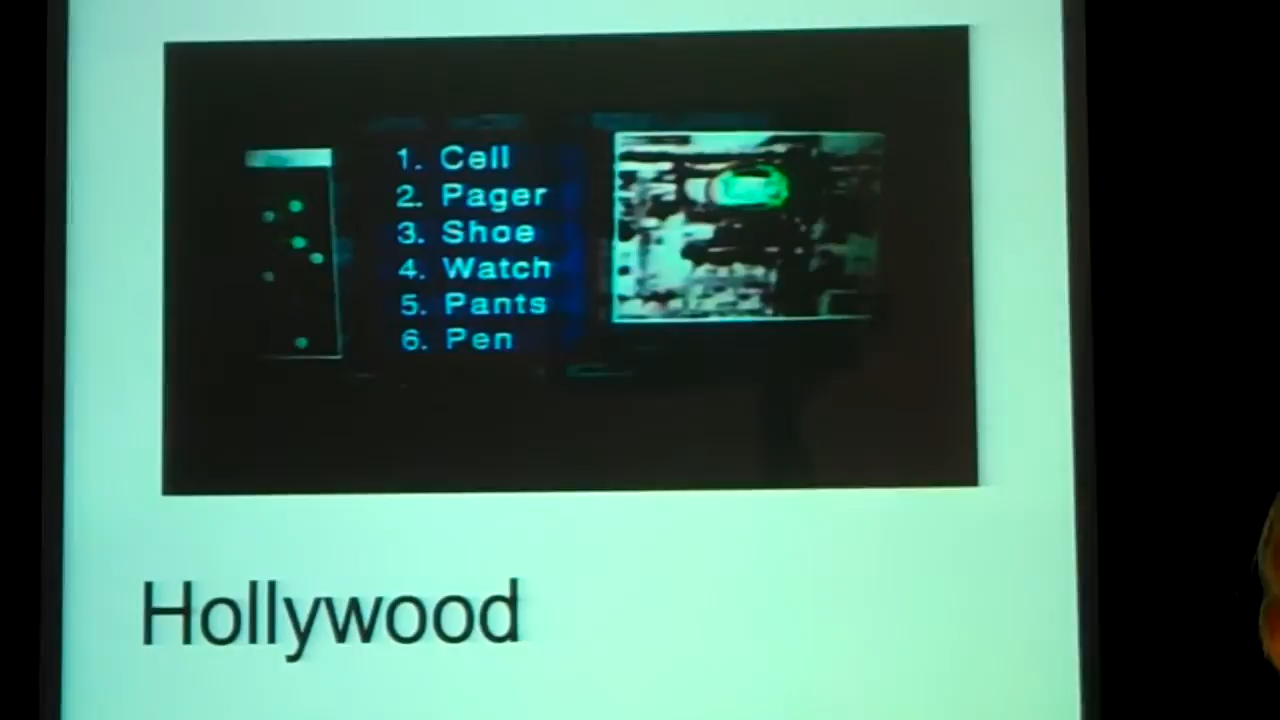 1. Cell
2. Pager
3. Shoe
4. Watch
5. Pants
6. Pen
Hollywood